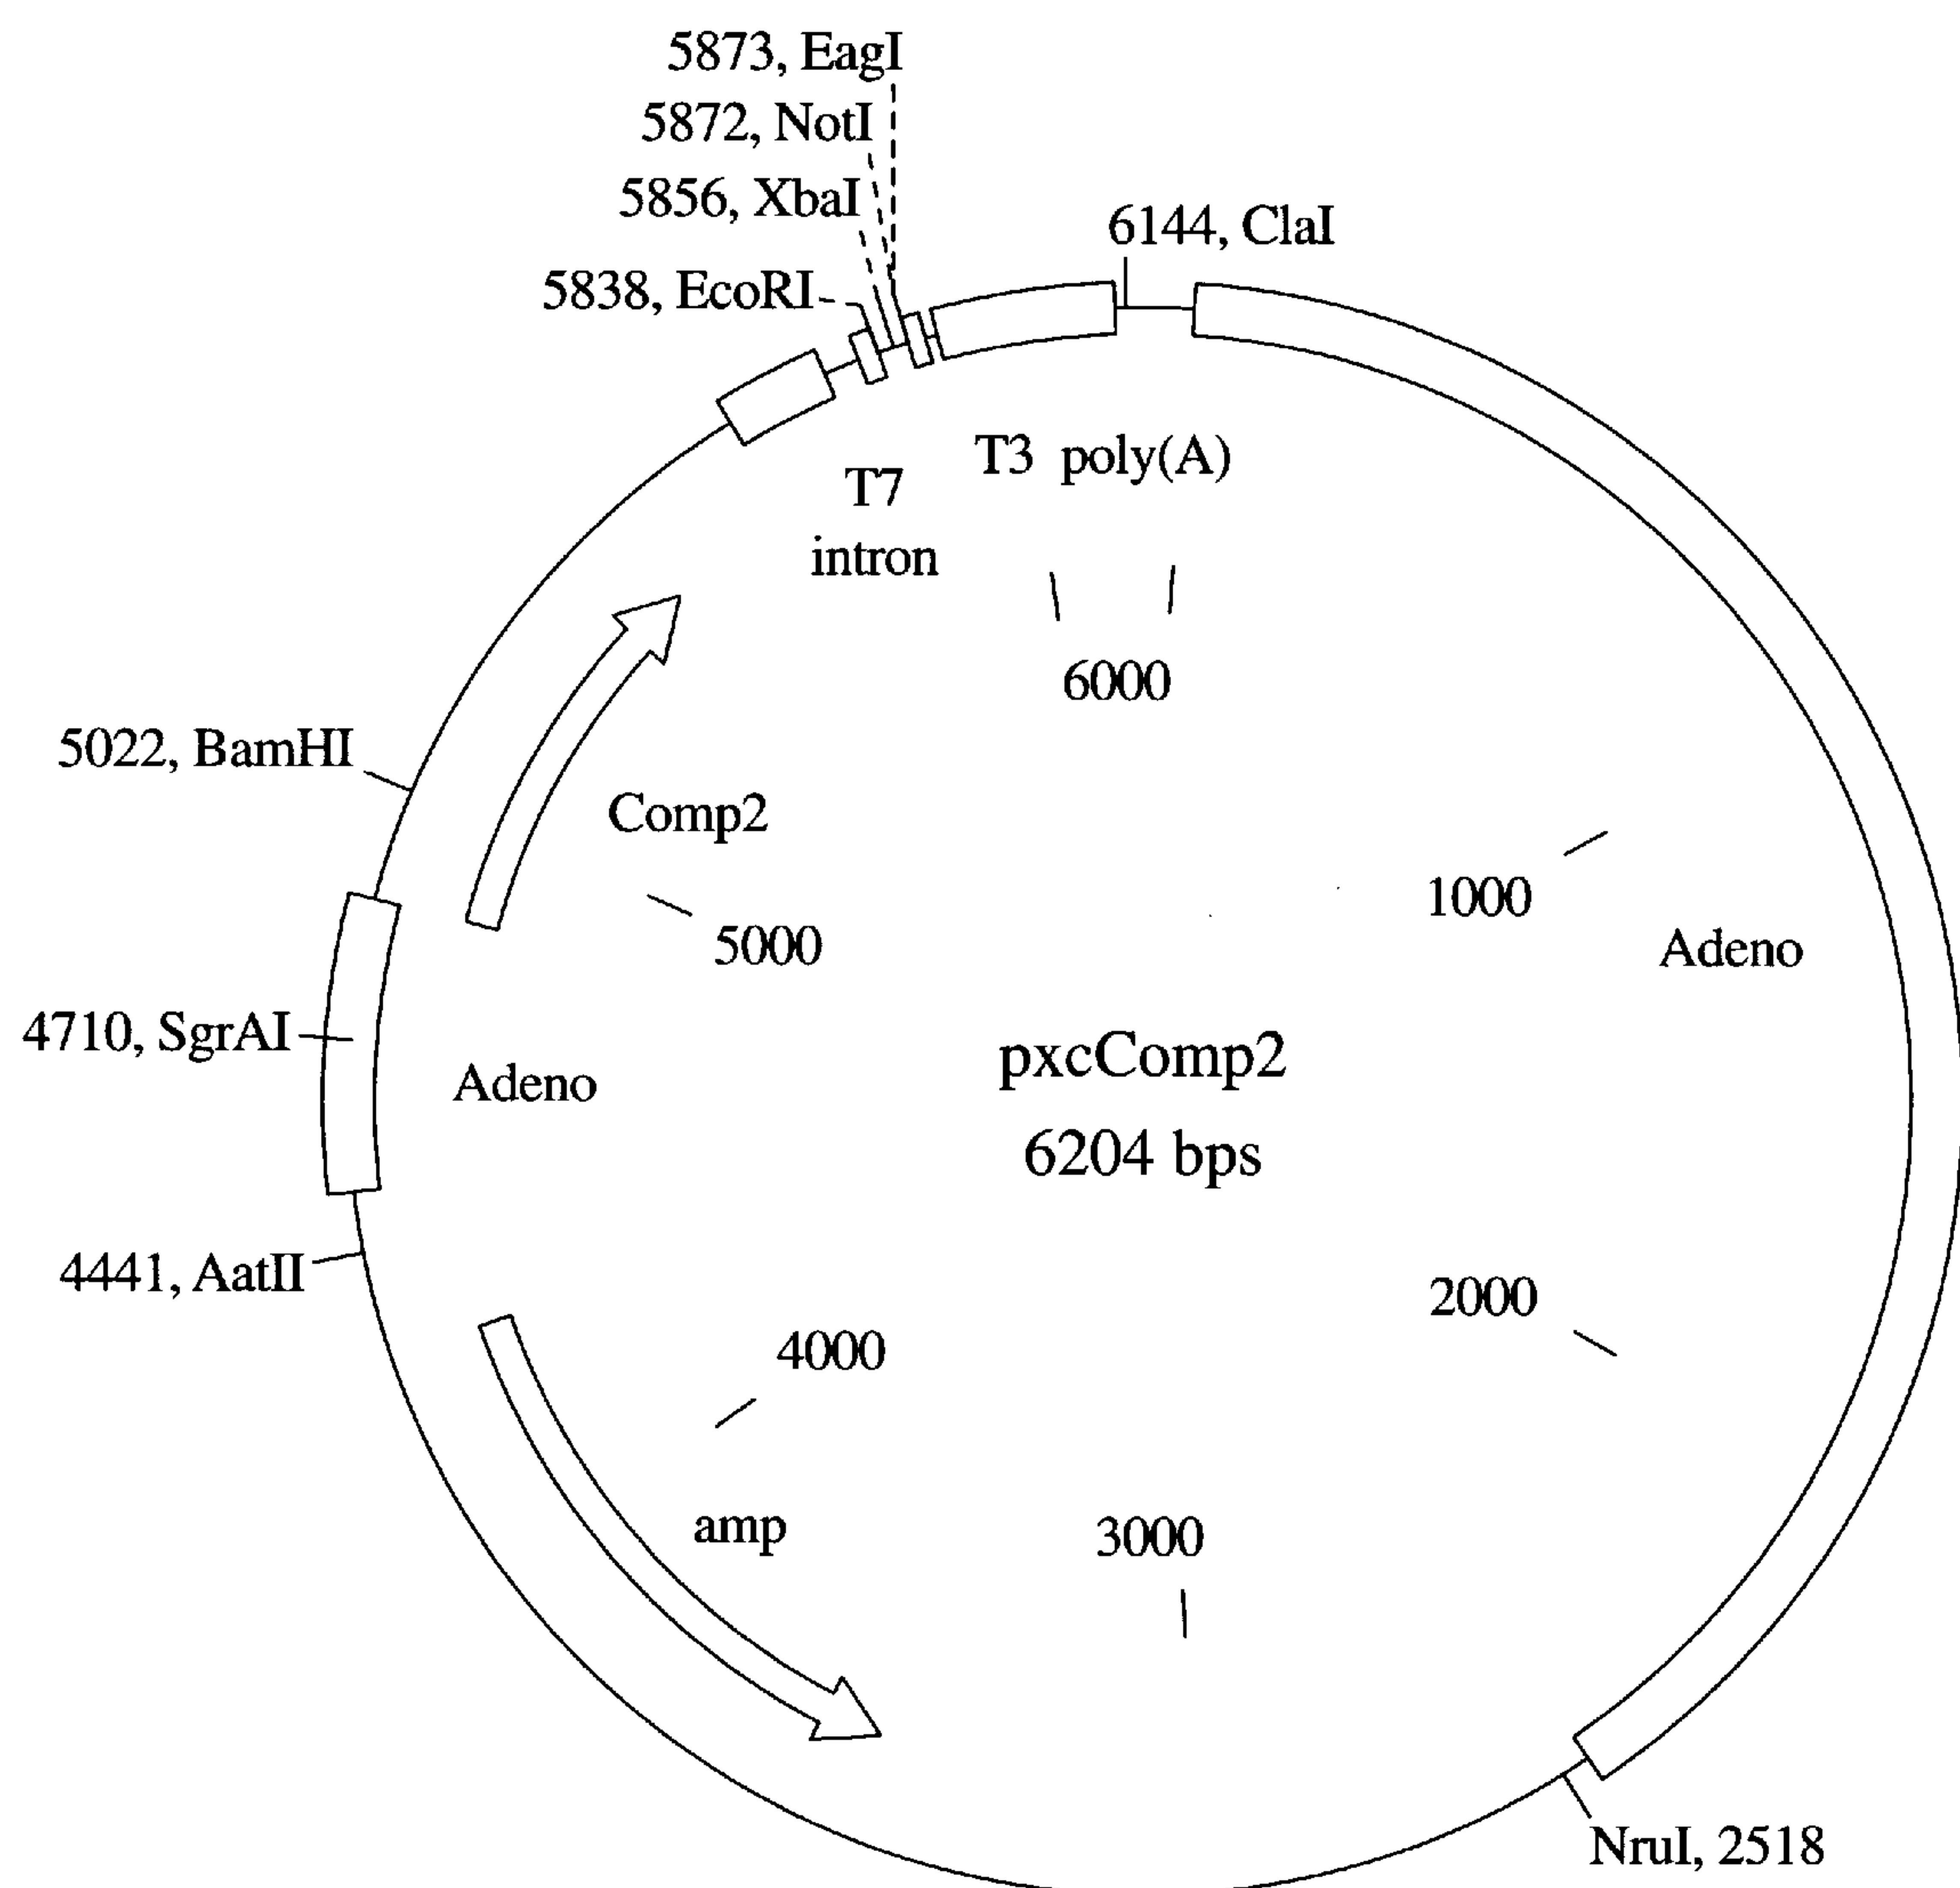 5873, EagI
5872, NotI
5856, XbaI
6144, ClaI
5838, EcoRI
T3 poly(A)
T7
intron
6000
5022, BamHI
Comp2
1000
5000
Adeno
4710, SgrAI
pxcComp2
Adeno
6204 bps
4441, AatII
2000
4000
amp
3000
NruI, 2518